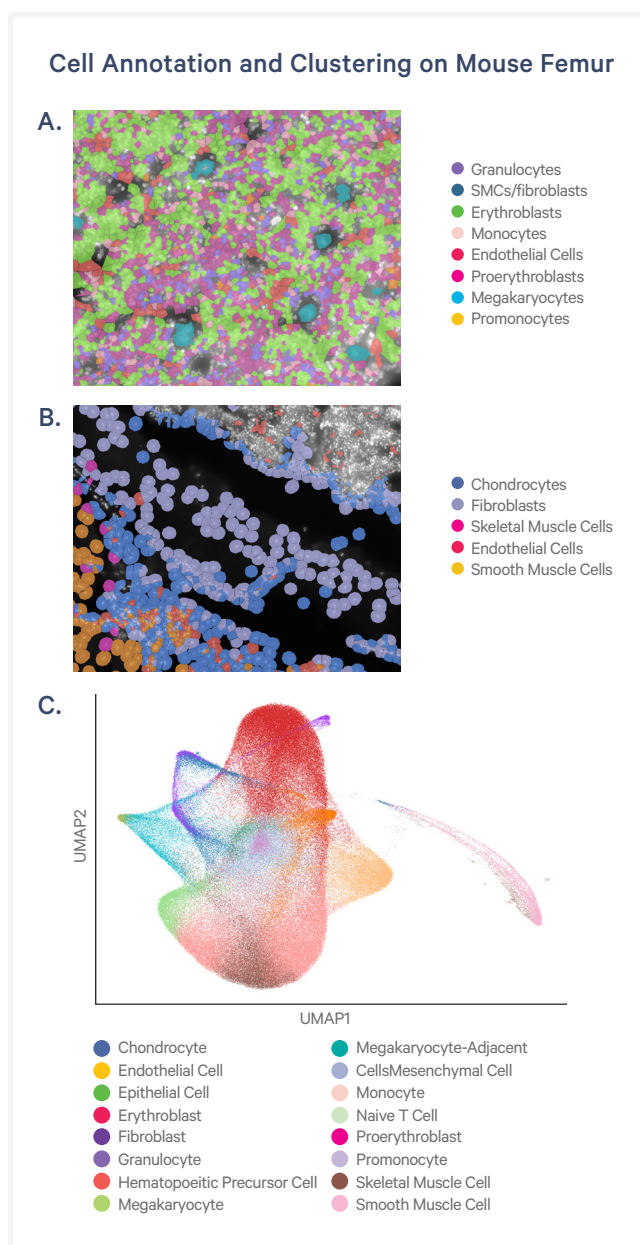 Cell Annotation and Clustering on Mouse Femur
A.
Granulocytes
SMCs/fibroblasts
Erythroblasts
Monocytes
Endothelial Cells
Proerythroblasts
Megakaryocytes
Promonocytes
B.
Chondrocytes
Fibroblasts
Skeletal Muscle Cells
Endothelial Cells
Smooth Muscle Cells
C.
UMAP2
UMAP1
Chondrocyte
Endothelial Cell
Epithelial Cell
Erythroblast
Fibroblast
Granulocyte
Hematopoeitic Precursor Cell
Megakaryocyte
Megakaryocyte-Adjacent
CellsMesenchymal Cell
Monocyte
Naive T Cell
Proerythroblast
Promonocyte
Skeletal Muscle Cell
Smooth Muscle Cell